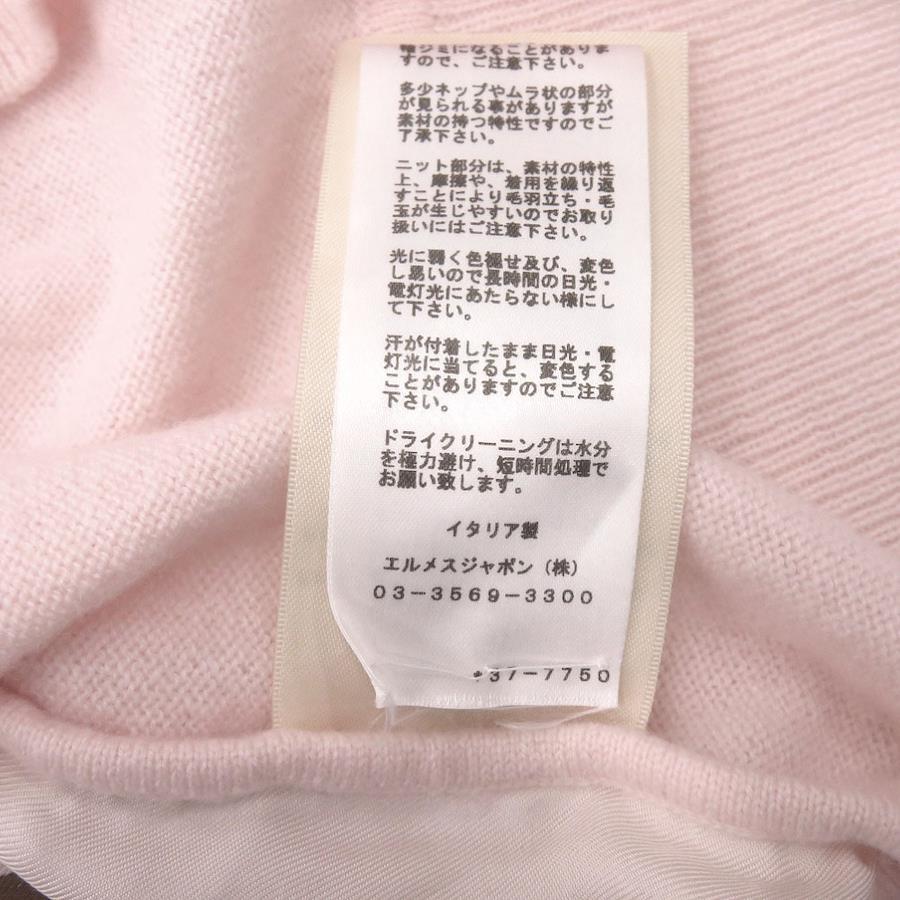 輪ジミになることがありま
すので、ご注意下さい。
多少ネップやムラ状の部分
が見られる事がありますが
素材の持つ特性ですのでご
了承下さい。
ニット部分は、素材の特性
上、摩擦や、着用を繰り返
すことにより毛羽立ち・毛
玉が生じやすいのでお取り
扱いにはご注意下さい。
光に弱く色褪せ及び、変色
し易いので長時間の日光・
電灯光にあたらない様にし
て下さい。
汗が付着したまま日光・電
灯光に当てると、変色する
ことがありますのでご注意
下さい。
ドライクリーニングは水分
を極力避け、短時間処理で
お願い致します。
イタリア製
エルメスジャポン（株）
03-3569-3300
37-7750